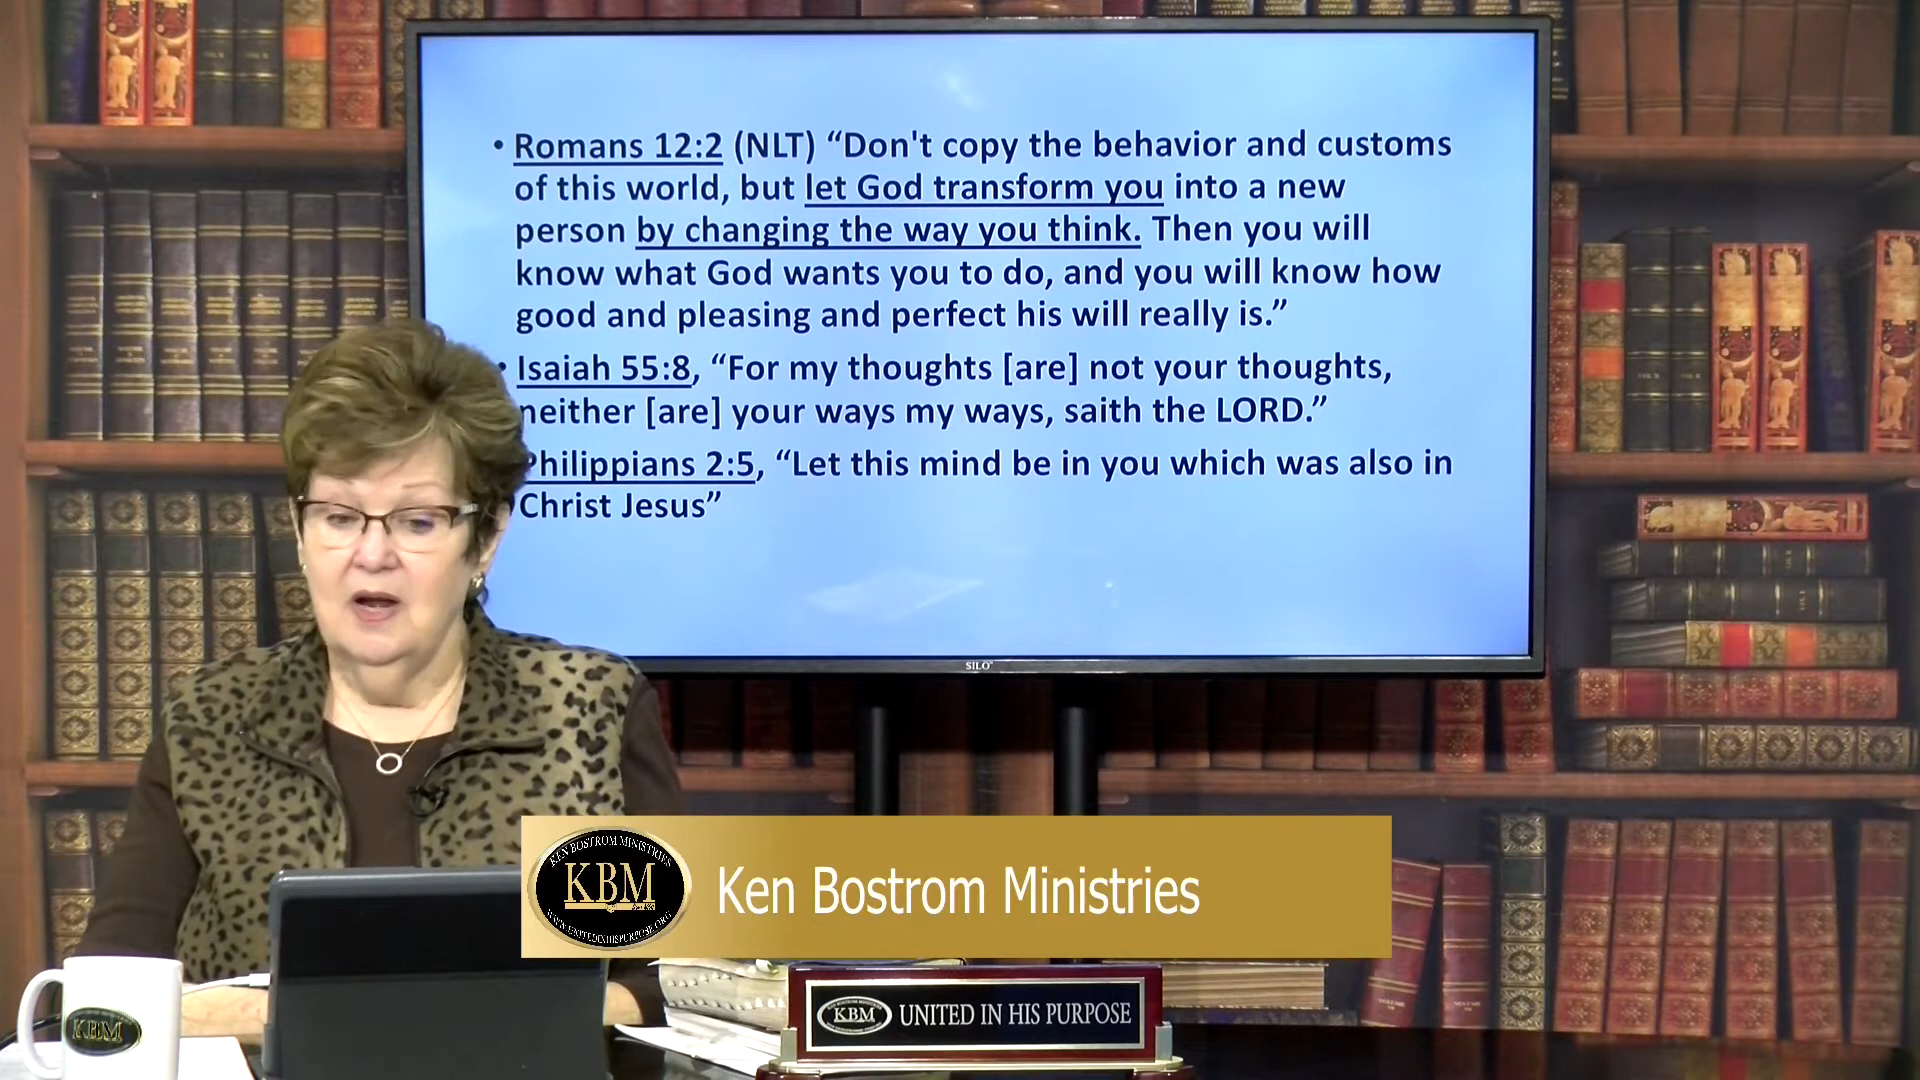 • Romans 12:2 (NLT) “Don't copy the behavior and customs
of this world, but let God transform you into a new
person by changing the way you think. Then you will
know what God wants you to do, and you will know how
good and pleasing and perfect his will really is.”
• Isaiah 55:8, “For my thoughts [are] not your thoughts,
neither [are] your ways my ways, saith the LORD.”
Philippians 2:5, “Let this mind be in you which was also in
Christ Jesus”
SILO
KEN BOSTROM MINISTRIES
KBM
WWW.UNITEDINHISPURPOSE.ORG
Ken Bostrom Ministries
KBM
UNITED IN HIS PURPOSE
KBM